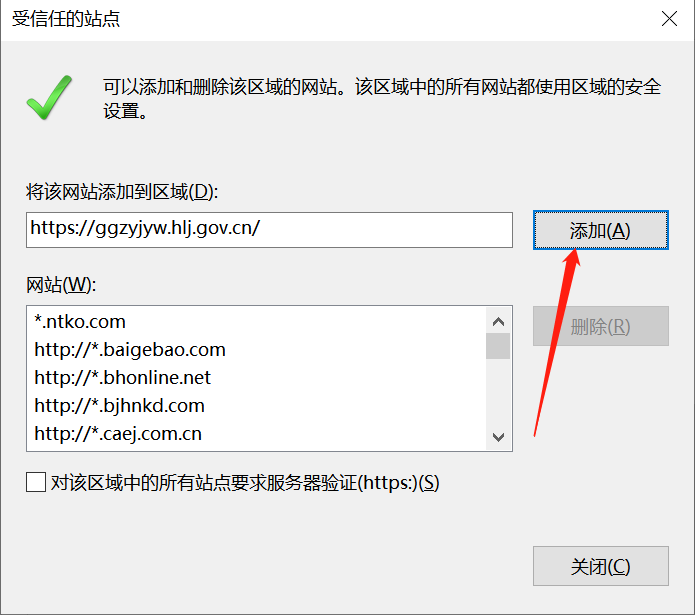 受信任的站点
可以添加和删除该区域的网站。该区域中的所有网站都使用区域的安全
设置。
将该网站添加到区域(D):
https://ggzyjyw.hlj.gov.cn/
添加(A)
网站(W):
*.ntko.com
http://*.baigebao.com
http://*.bhonline.net
http://*.bjhnkd.com
http://*.caej.com.cn
删除(R)
对该区域中的所有站点要求服务器验证(https:)(S)
关闭(C)